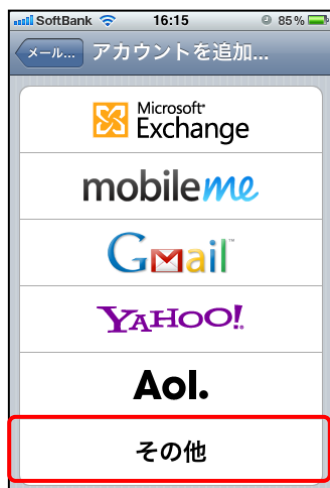 SoftBank 16:15 85%
メール... アカウントを追加...
Microsoft
Exchange
mobileme
Gmail
YAHOO!
Aol.
その他